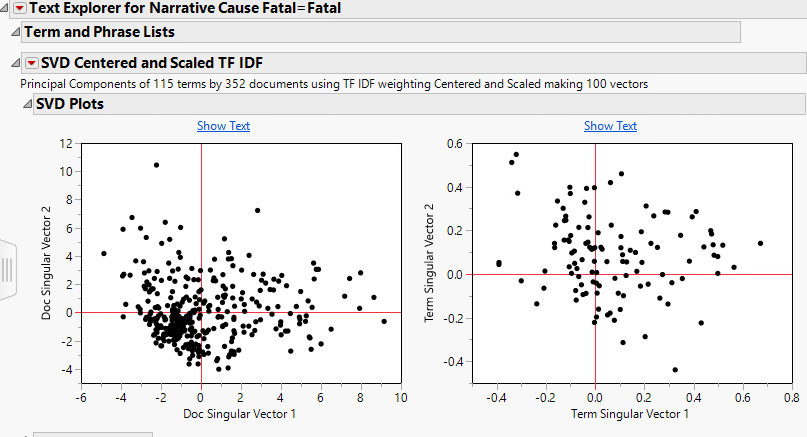 Text Explorer for Narrative Cause Fatal=Fatal
Term and Phrase Lists
SVD Centered and Scaled TF IDF
Principal Components of 115 terms by 352 documents using TF IDF weighting Centered and Scaled making 100 vectors
SVD Plots
Show Text
12
10
8
6
4
2
0
-2
-4
Doc Singular Vector 2
-6 -4 -2 0 2 4 6 8 10
Doc Singular Vector 1
Show Text
0.6
0.4
0.2
0.0
-0.2
-0.4
Term Singular Vector 2
-0.4 -0.2 0.0 0.2 0.4 0.6 0.8
Term Singular Vector 1